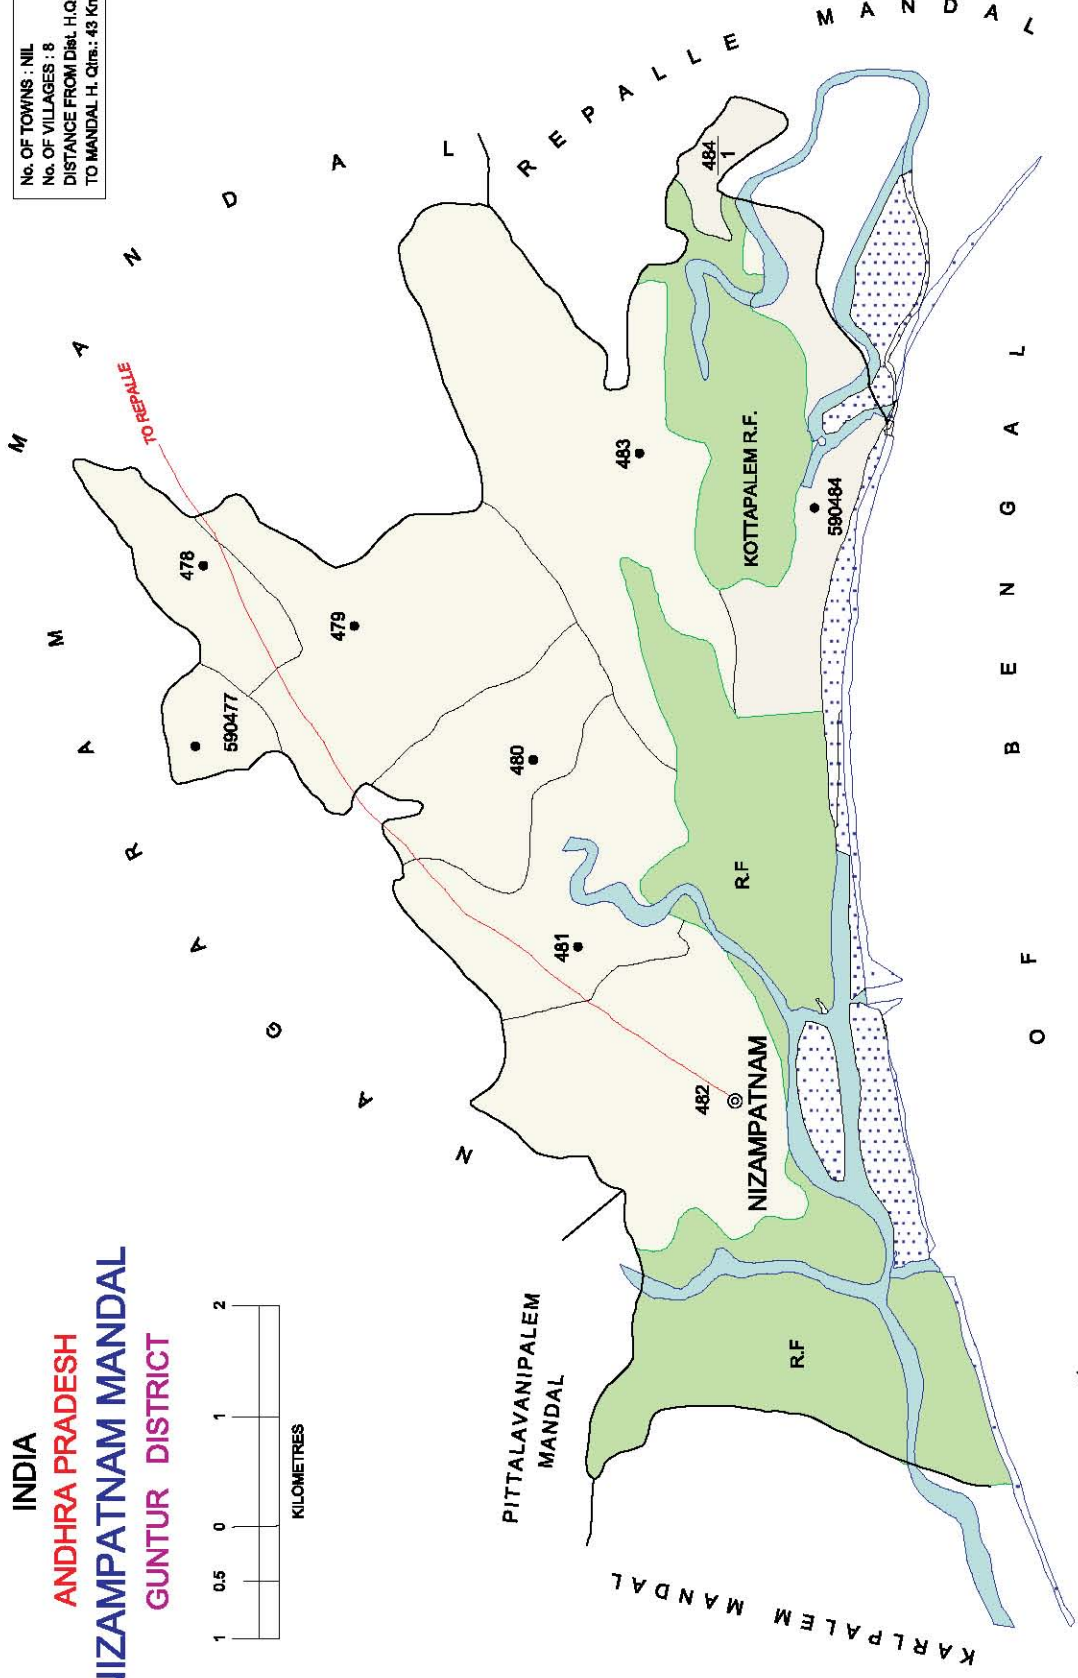 INDIA
ANDHRA PRADESH
NIZAMPATNAM MANDAL
GUNTUR DISTRICT
1 0.5 0 1 2
KILOMETRES
No. OF TOWNS : NIL
No. OF VILLAGES : 8
DISTANCE FROM Dist. H.Q
TO MANDAL H. Qtrs.: 43 Km
NAGARAM MANDAL
REPALLE MANDAL
TO REPALLE
PITTALAVANIPALEM
MANDAL
KARLPALEM MANDAL
590477
478
479
480
481
482
NIZAMPATNAM
483
484
1
KOTTAPALEM R.F.
590484
R.F
R.F
OF BENGAL